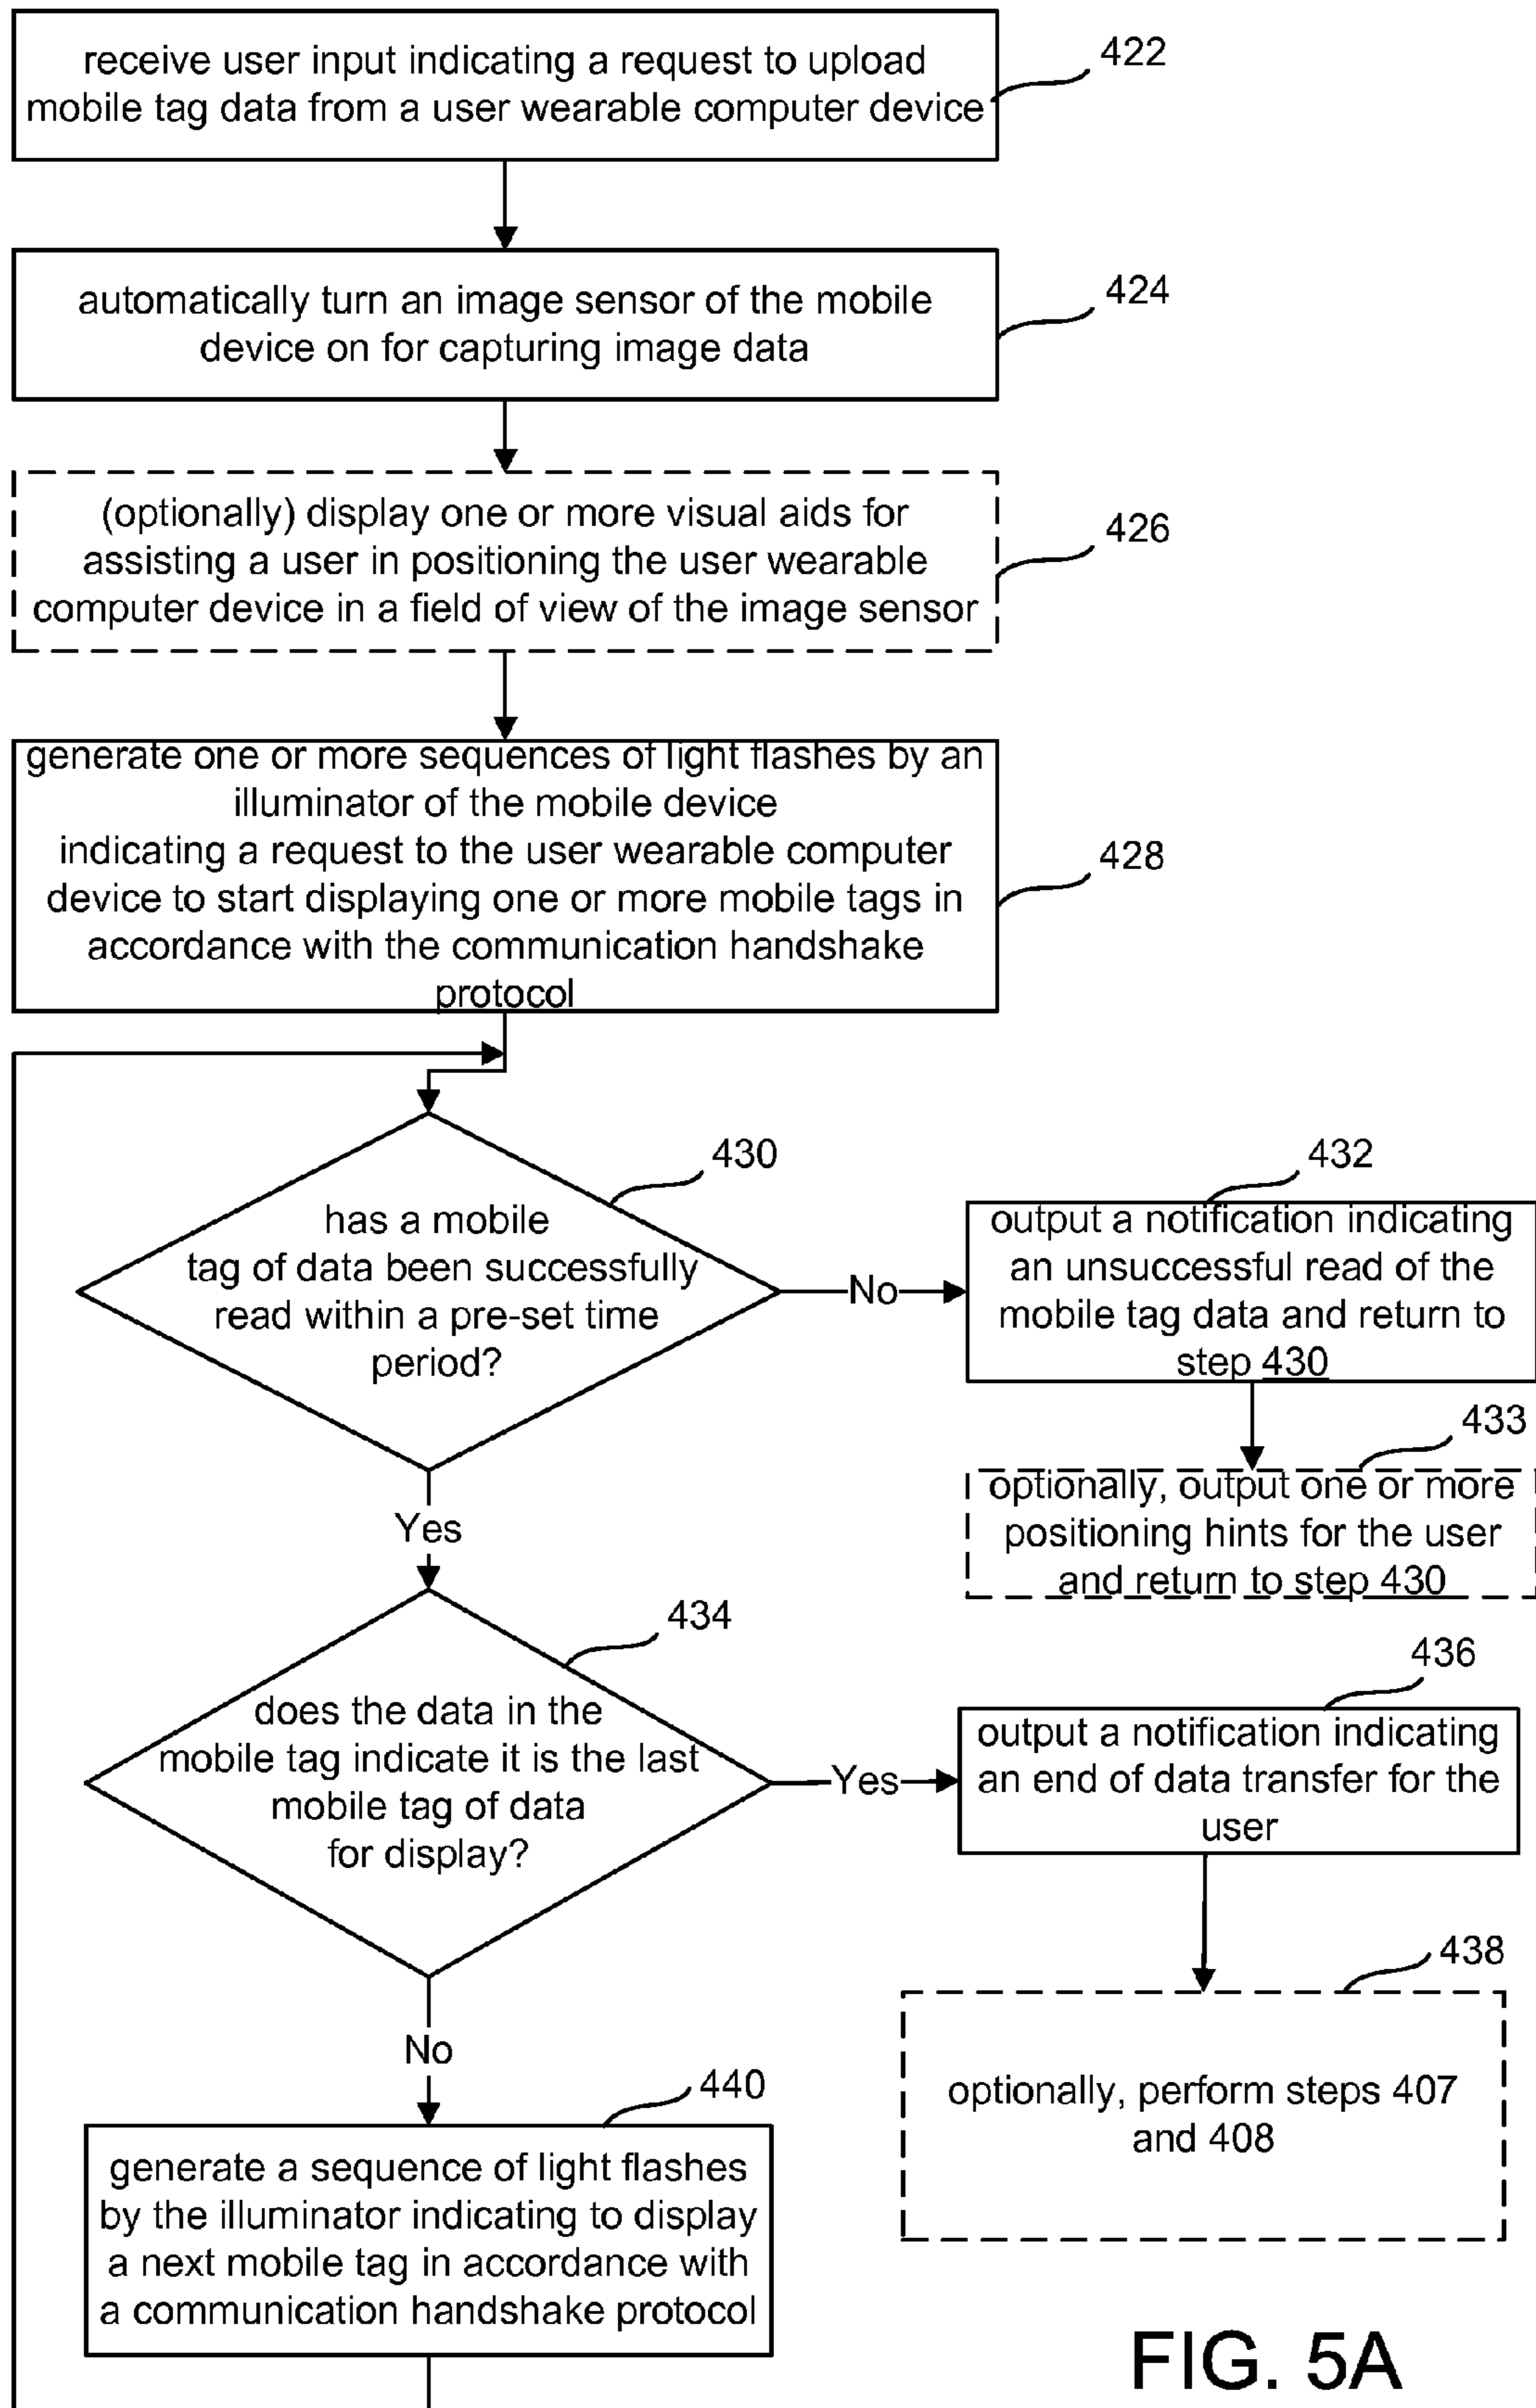 receive user input indicating a request to upload
mobile tag data from a user wearable computer device
422
automatically turn an image sensor of the mobile
device on for capturing image data
424
(optionally) display one or more visual aids for
assisting a user in positioning the user wearable
computer device in a field of view of the image sensor
426
generate one or more sequences of light flashes by an
illuminator of the mobile device
indicating a request to the user wearable computer
device to start displaying one or more mobile tags in
accordance with the communication handshake
protocol
428
430
has a mobile
tag of data been successfully
read within a pre-set time
period?
No
432
output a notification indicating
an unsuccessful read of the
mobile tag data and return to
step 430
433
optionally, output one or more
positioning hints for the user
and return to step 430
Yes
434
does the data in the
mobile tag indicate it is the last
mobile tag of data
for display?
Yes
436
output a notification indicating
an end of data transfer for the
user
438
optionally, perform steps 407
and 408
No
440
generate a sequence of light flashes
by the illuminator indicating to display
a next mobile tag in accordance with
a communication handshake protocol
FIG. 5A